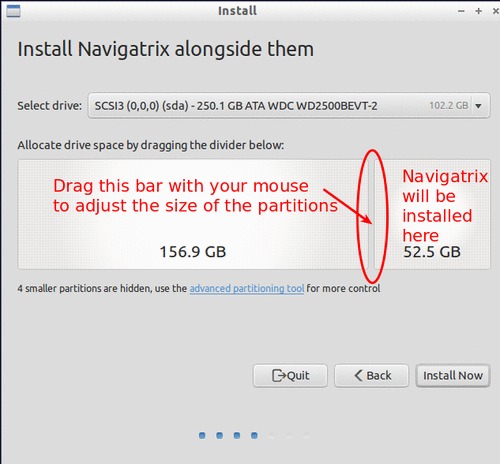 Install
Install Navigatrix alongside them
Select drive: SCSI3 (0,0,0) (sda) - 250.1 GB ATA WDC WD2500BEVT-2 102.2 GB
Allocate drive space by dragging the divider below:
Drag this bar with your mouse
to adjust the size of the partitions
156.9 GB
Navigatrix
will be
installed
here
52.5 GB
4 smaller partitions are hidden, use the advanced partitioning tool for more control
Quit Back Install Now